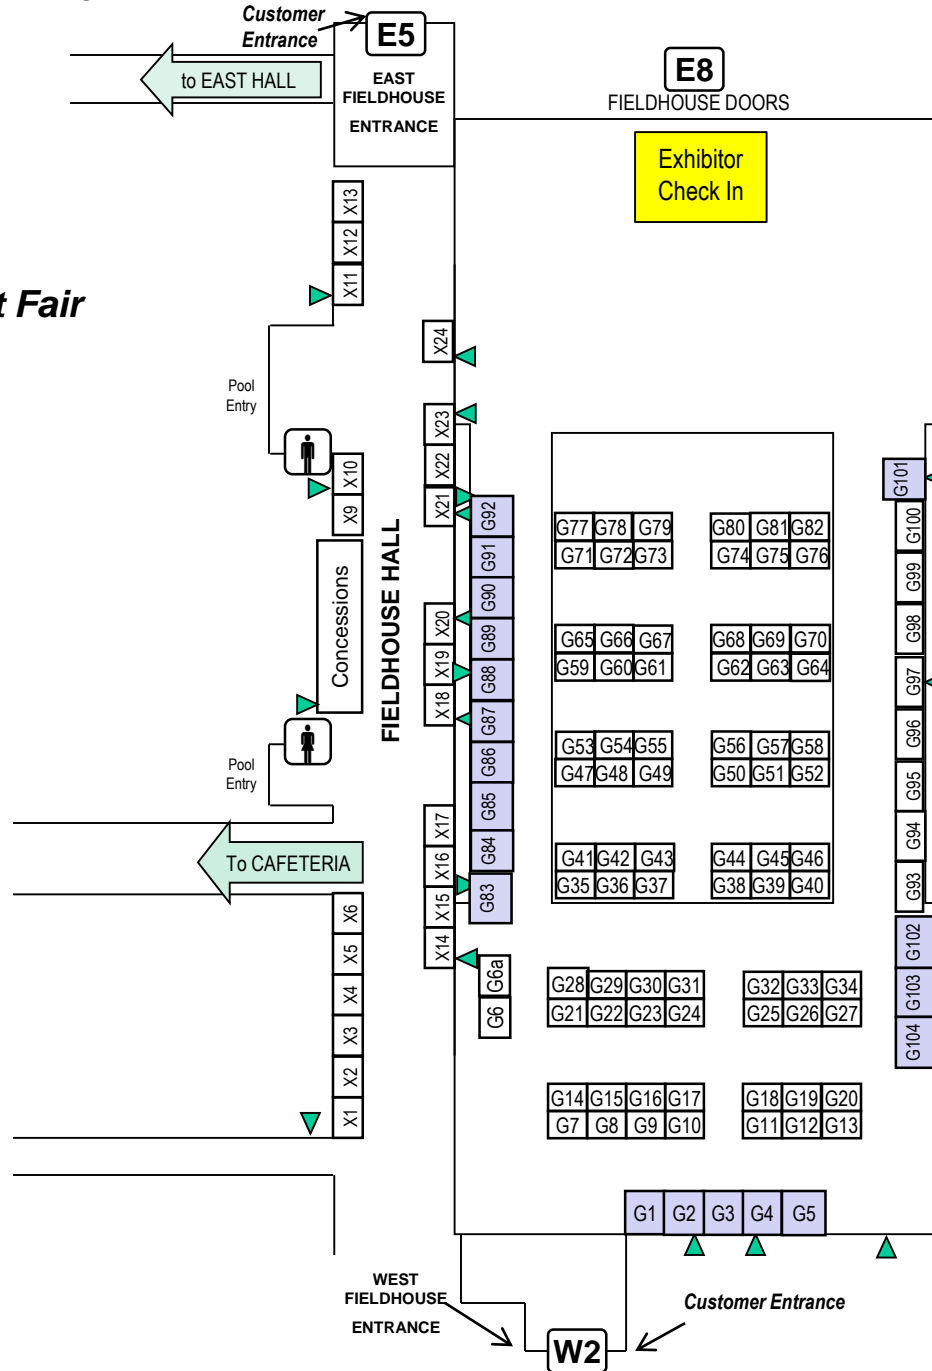 Customer
Entrance
E5
to EAST HALL
EAST
FIELDHOUSE
ENTRANCE
E8
FIELDHOUSE DOORS
Exhibitor
Check In
X13
X12
X11
t Fair
X24
Pool
Entry
X23
X22
X21
X10
X9
G101
G100
G99
G98
G97
G96
G95
G94
G93
G102
G103
G104
G92
G91
G90
G89
G88
G87
G86
G85
G84
G83
G77 G78 G79 G80 G81 G82
G71 G72 G73 G74 G75 G76
Concessions
FIELDHOUSE HALL
X20
X19
X18
G65 G66 G67 G68 G69 G70
G59 G60 G61 G62 G63 G64
G53 G54 G55 G56 G57 G58
G47 G48 G49 G50 G51 G52
Pool
Entry
X17
X16
X15
X14
To CAFETERIA
G41 G42 G43 G44 G45 G46
G35 G36 G37 G38 G39 G40
X6
X5
X4
X3
X2
X1
G6a
G6
G28 G29 G30 G31 G32 G33 G34
G21 G22 G23 G24 G25 G26 G27
G14 G15 G16 G17 G18 G19 G20
G7 G8 G9 G10 G11 G12 G13
G1 G2 G3 G4 G5
WEST
FIELDHOUSE
ENTRANCE
Customer Entrance
W2